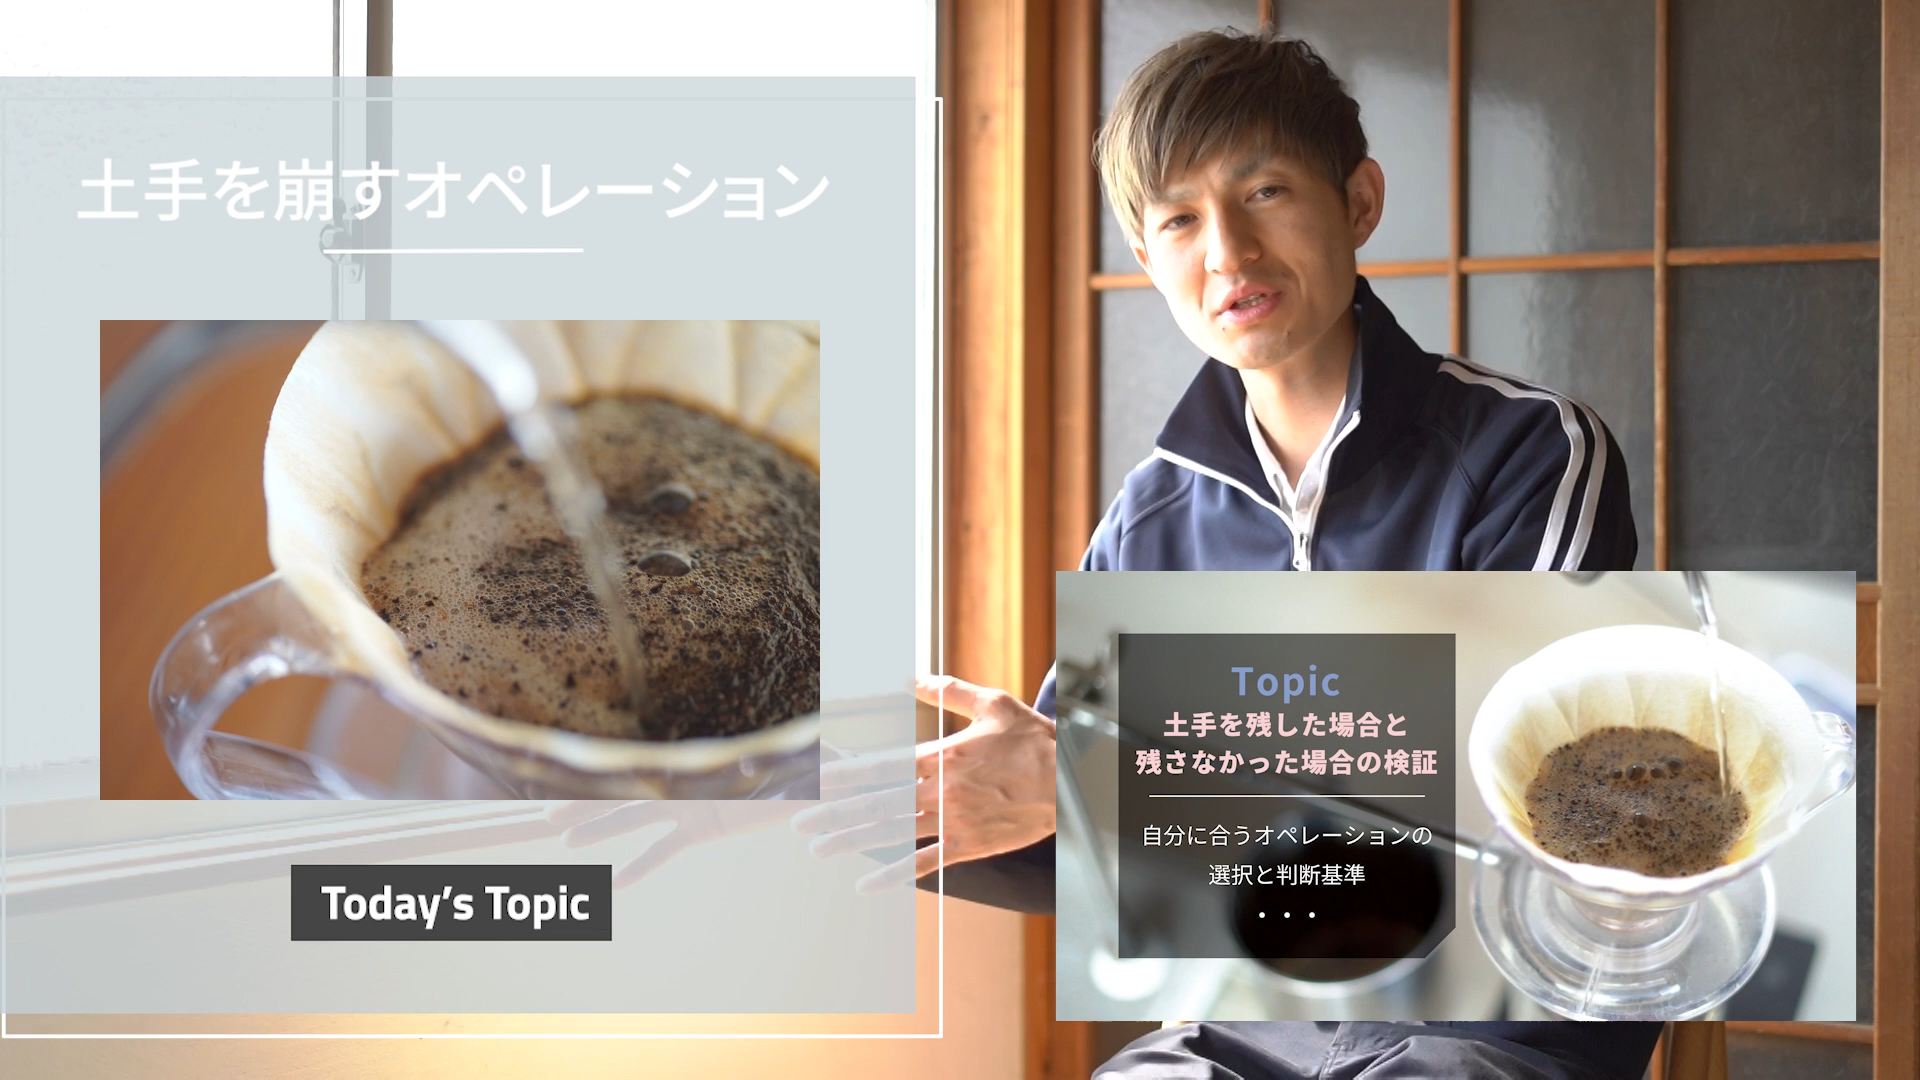 土手を崩すオペレーション
Today's Topic
Topic
土手を残した場合と
残さなかった場合の検証
自分に合うオペレーションの
選択と判断基準
・・・